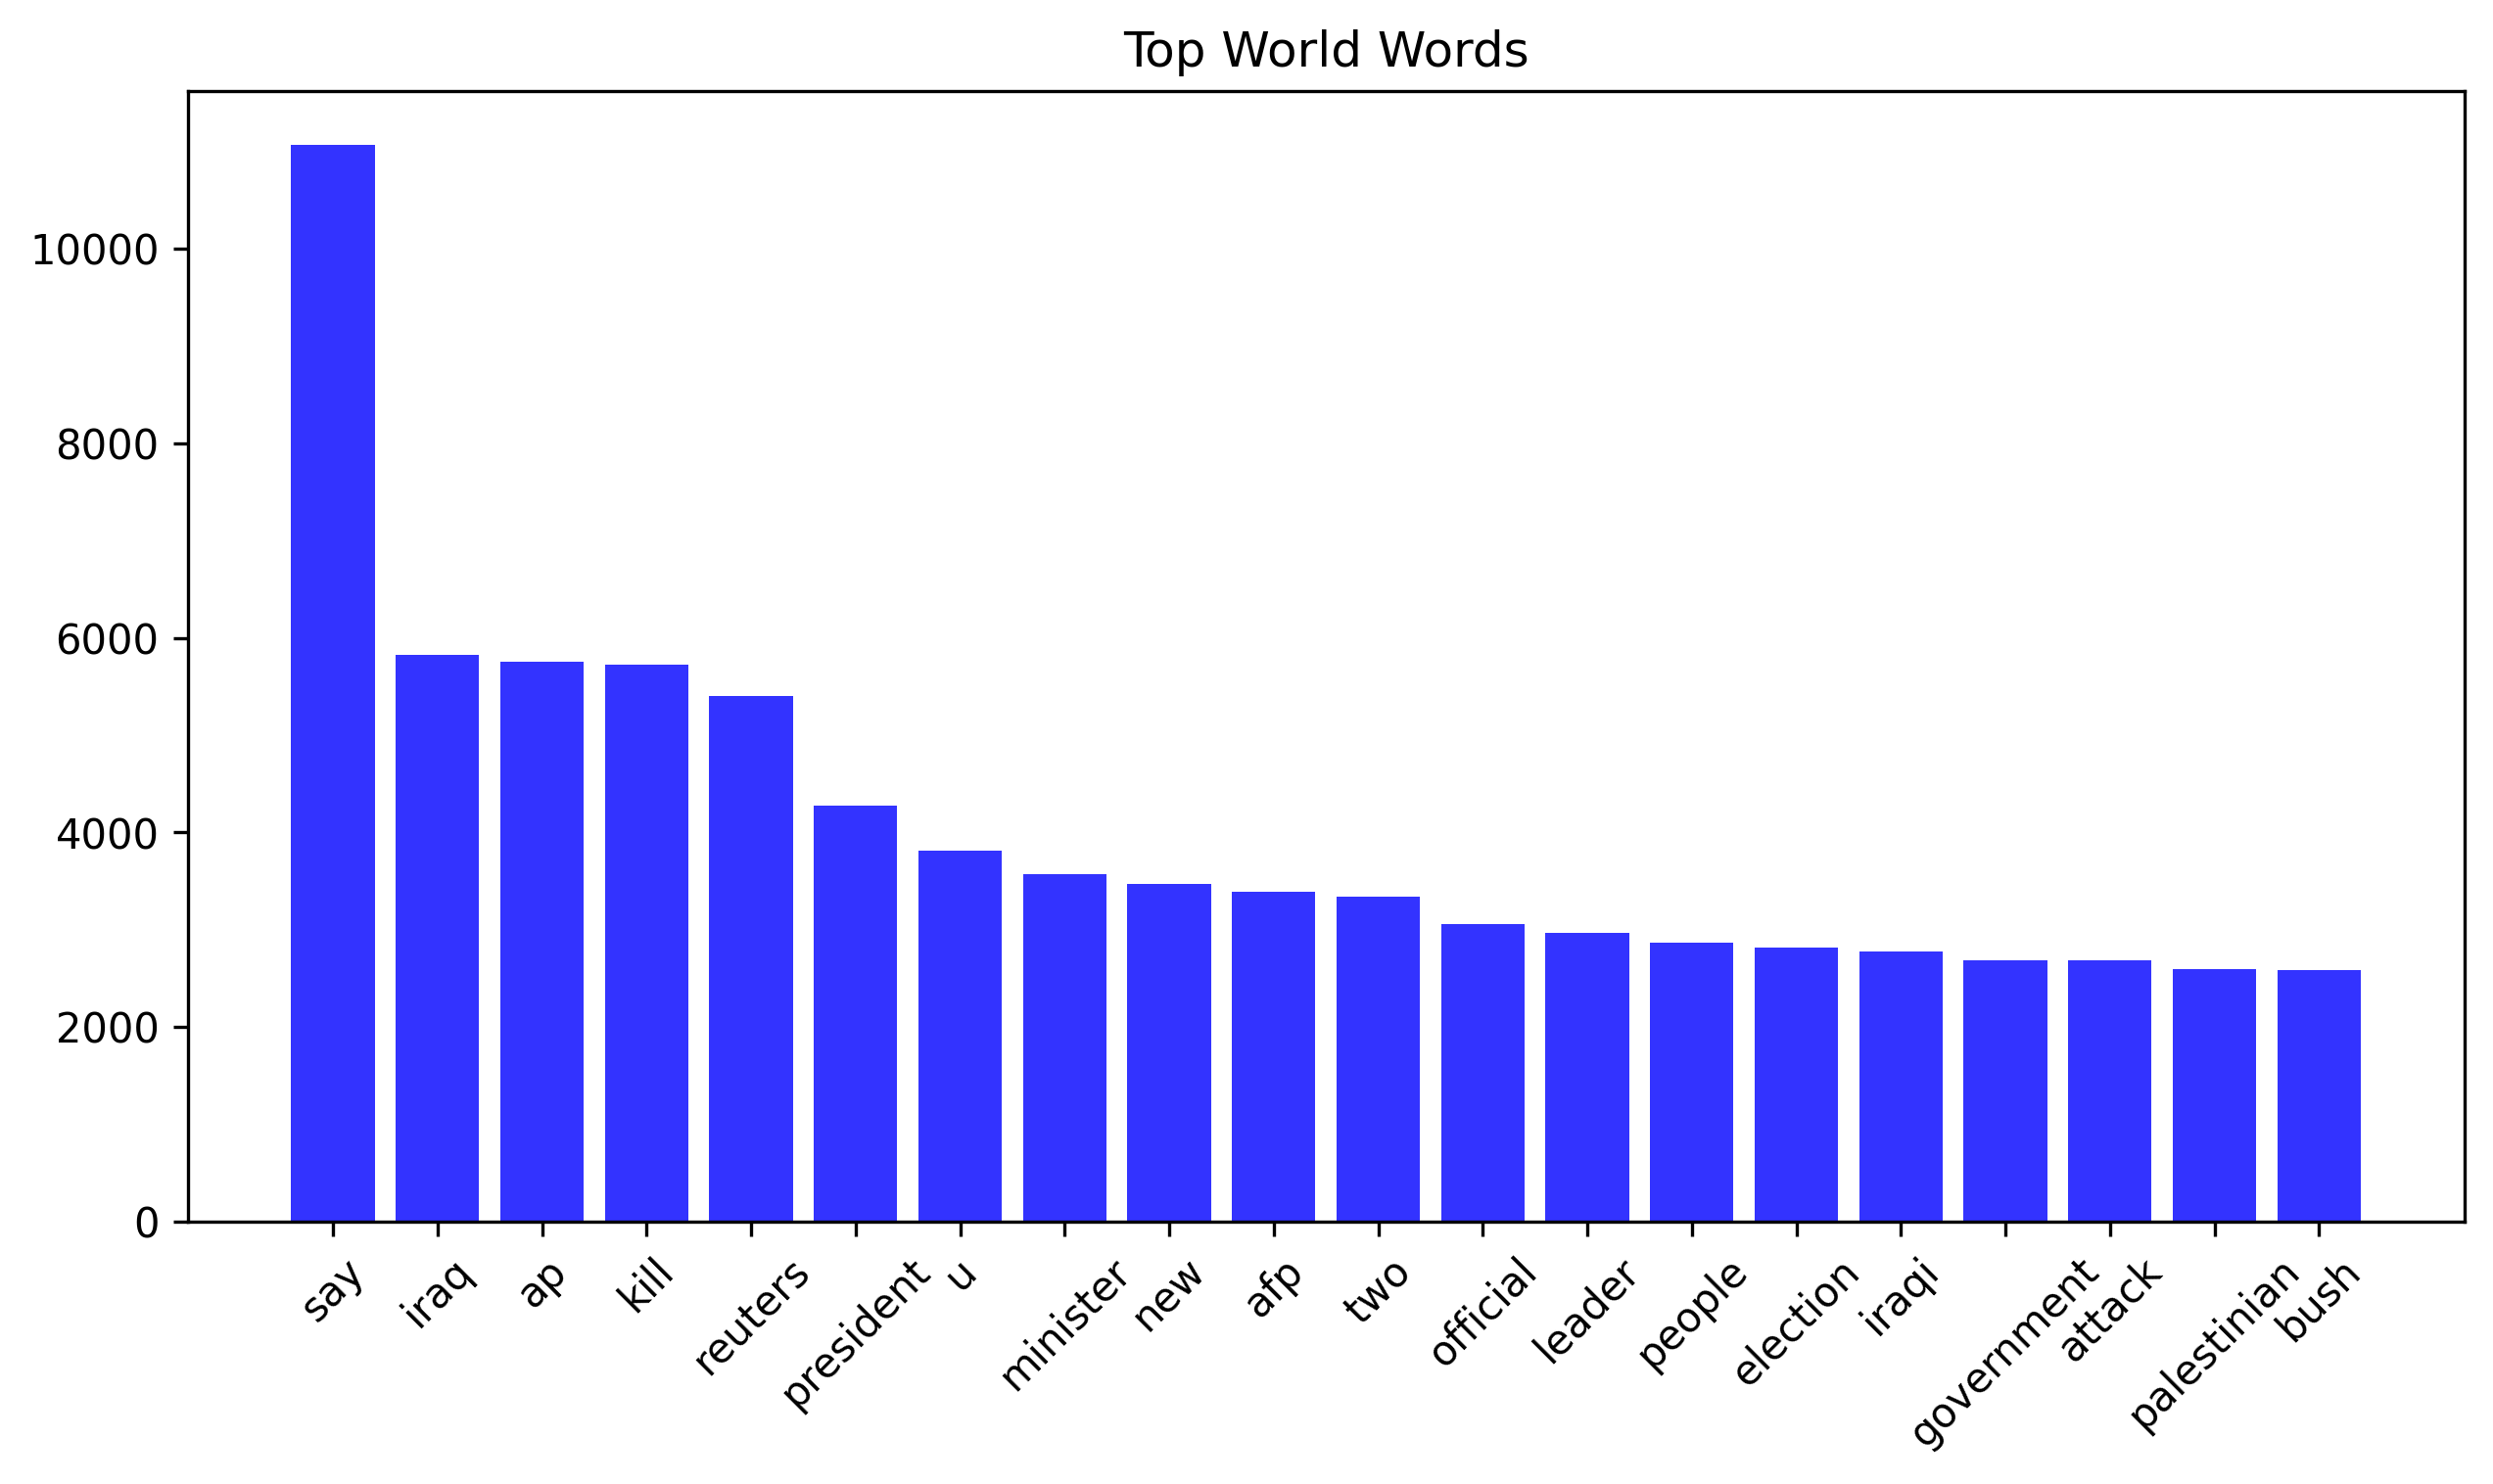 Top World Words
10000
8000
6000
4000
2000
0
say
iraq
ap
kill
reuters
president
u
minister
new
afp
two
official
leader
people
election
iraqi
government
attack
palestinian
bush